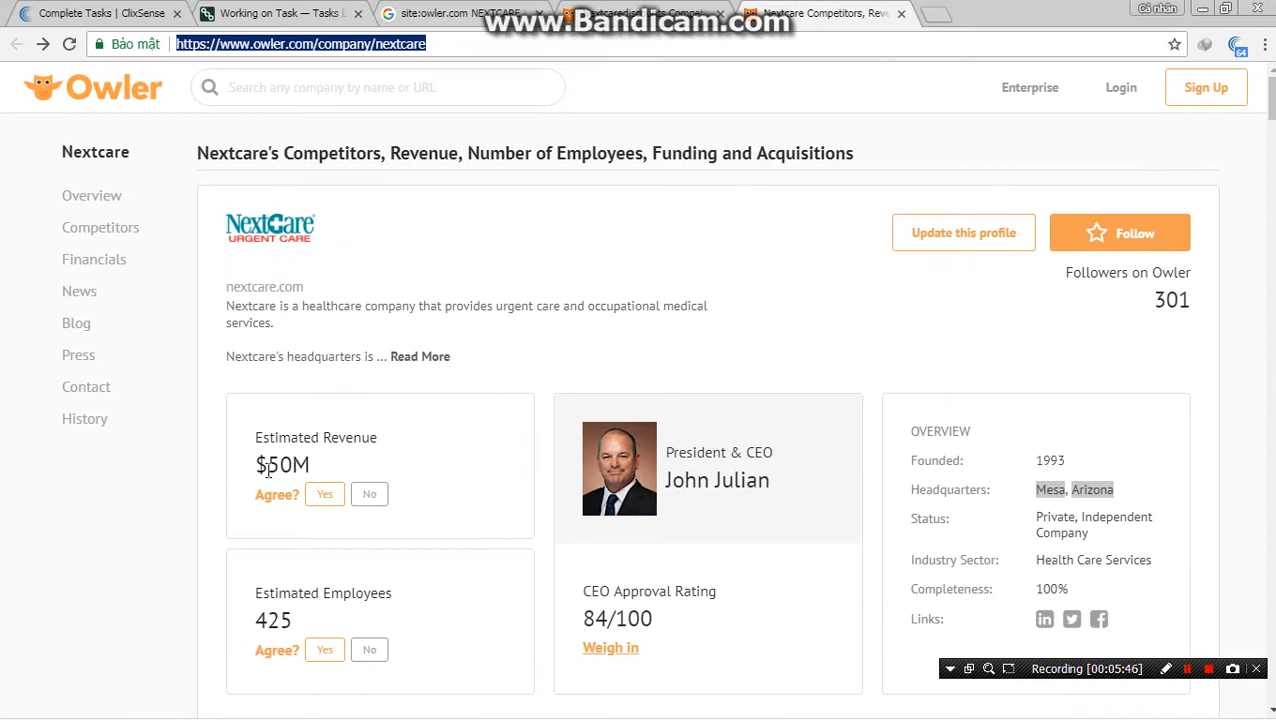 Complete Tasks | ClixSense
Working on Task — Tasks
site:owler.com NEXTCARE
Nextcare Competitors, Reve
Cá nhân
www.Bandicam.com
Bảo mật
https://www.owler.com/company/nextcare
64
Owler
Search any company by name or URL
Enterprise
Login
Sign Up
Nextcare
Overview
Competitors
Financials
News
Blog
Press
Contact
History
Nextcare's Competitors, Revenue, Number of Employees, Funding and Acquisitions
NEXTCARE
URGENT CARE
Update this profile
Follow
Followers on Owler
301
nextcare.com
Nextcare is a healthcare company that provides urgent care and occupational medical
services.
Nextcare's headquarters is ... Read More
Estimated Revenue
$50M
Agree? Yes No
Estimated Employees
425
Agree? Yes No
President & CEO
John Julian
CEO Approval Rating
84/100
Weigh in
OVERVIEW
Founded: 1993
Headquarters: Mesa, Arizona
Status: Private, Independent
Company
Industry Sector: Health Care Services
Completeness: 100%
Links:
Recording [00:05:46]